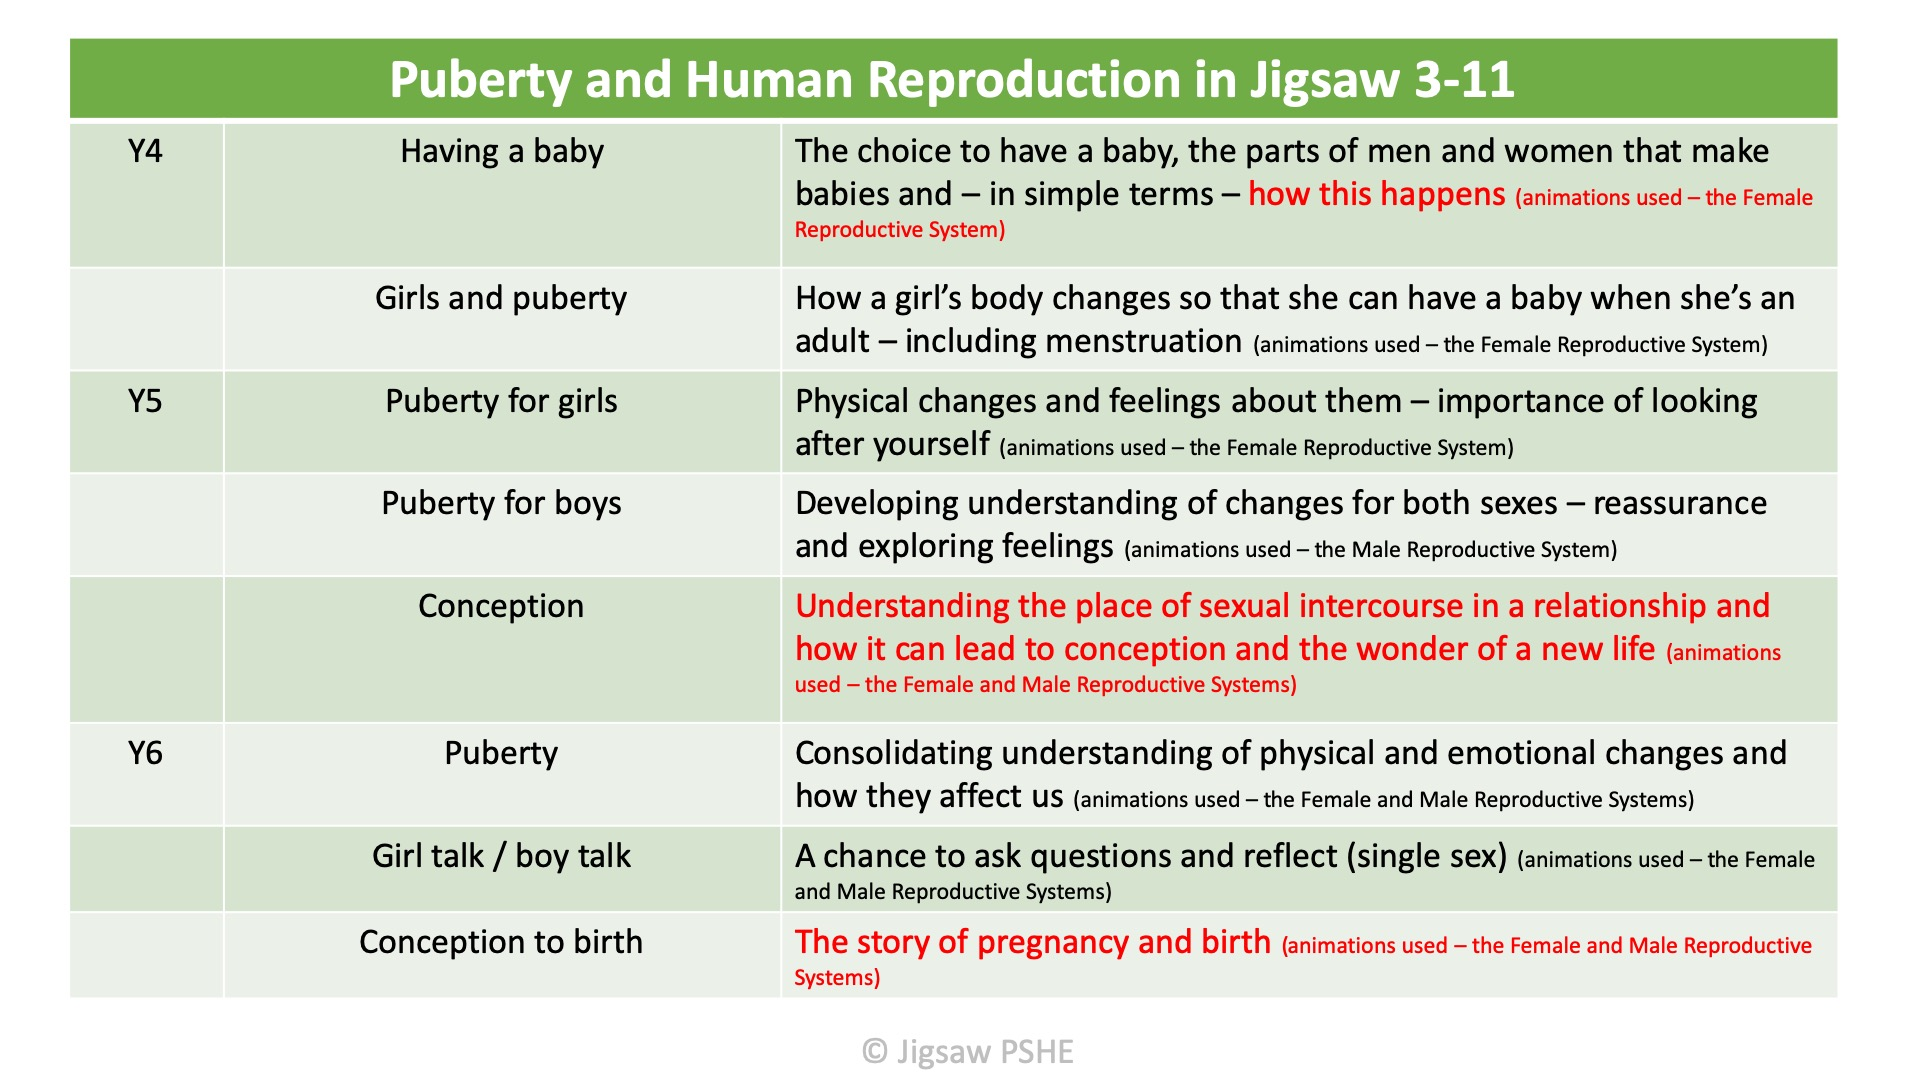 Puberty and Human Reproduction in Jigsaw 3-11
Y4
Having a baby
The choice to have a baby, the parts of men and women that make
babies and – in simple terms – how this happens (animations used – the Female
Reproductive System)
Girls and puberty
How a girl’s body changes so that she can have a baby when she’s an
adult – including menstruation (animations used – the Female Reproductive System)
Y5
Puberty for girls
Physical changes and feelings about them – importance of looking
after yourself (animations used – the Female Reproductive System)
Puberty for boys
Developing understanding of changes for both sexes – reassurance
and exploring feelings (animations used – the Male Reproductive System)
Conception
Understanding the place of sexual intercourse in a relationship and
how it can lead to conception and the wonder of a new life (animations
used – the Female and Male Reproductive Systems)
Y6
Puberty
Consolidating understanding of physical and emotional changes and
how they affect us (animations used – the Female and Male Reproductive Systems)
Girl talk / boy talk
A chance to ask questions and reflect (single sex) (animations used – the Female
and Male Reproductive Systems)
Conception to birth
The story of pregnancy and birth (animations used – the Female and Male Reproductive
Systems)
© Jigsaw PSHE